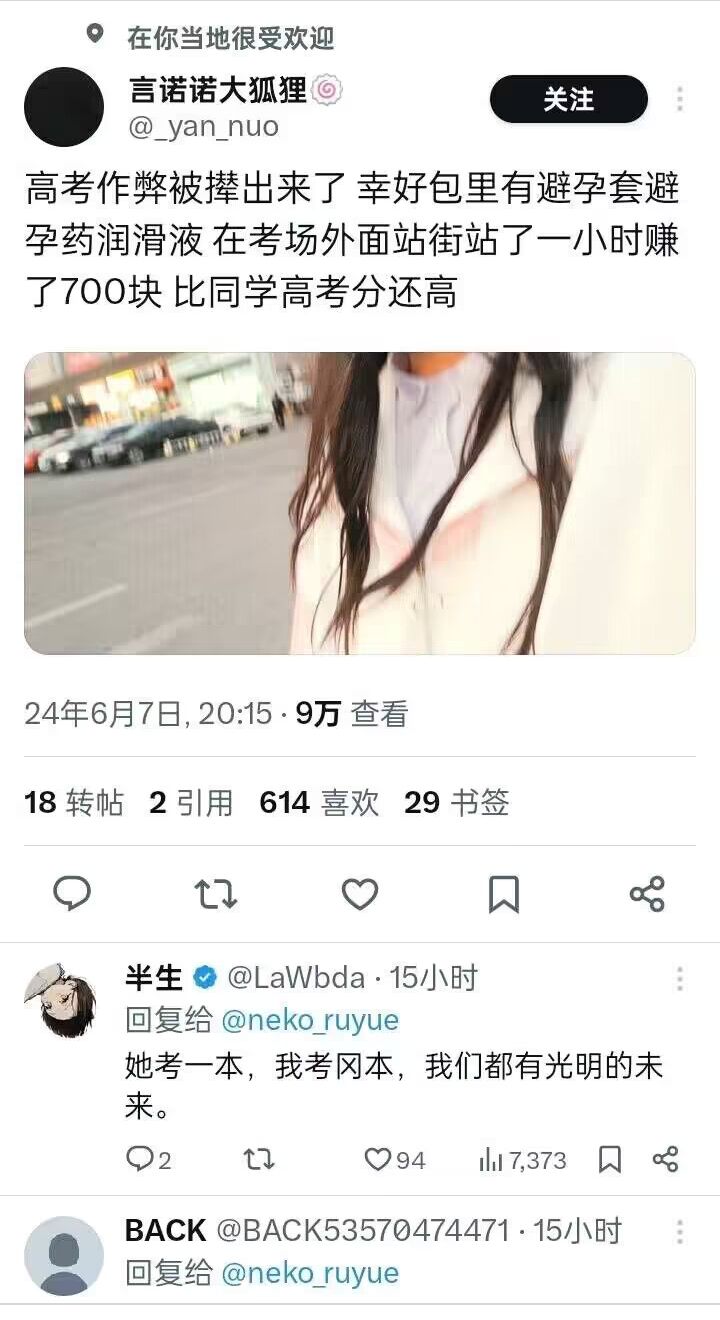 在你当地很受欢迎
言诺诺大狐狸🍥
@_yan_nuo
关注
高考作弊被撵出来了 幸好包里有避孕套避
孕药润滑液 在考场外面站街站了一小时赚
了700块 比同学高考分还高
24年6月7日, 20:15 · 9万 查看
18 转帖 2 引用 614 喜欢 29 书签
半生 @LaWbda · 15小时
回复给 @neko_ruyue
她考一本，我考冈本，我们都有光明的未
来。
2 94 7,373
BACK @BACK53570474471 · 15小时
回复给 @neko_ruyue